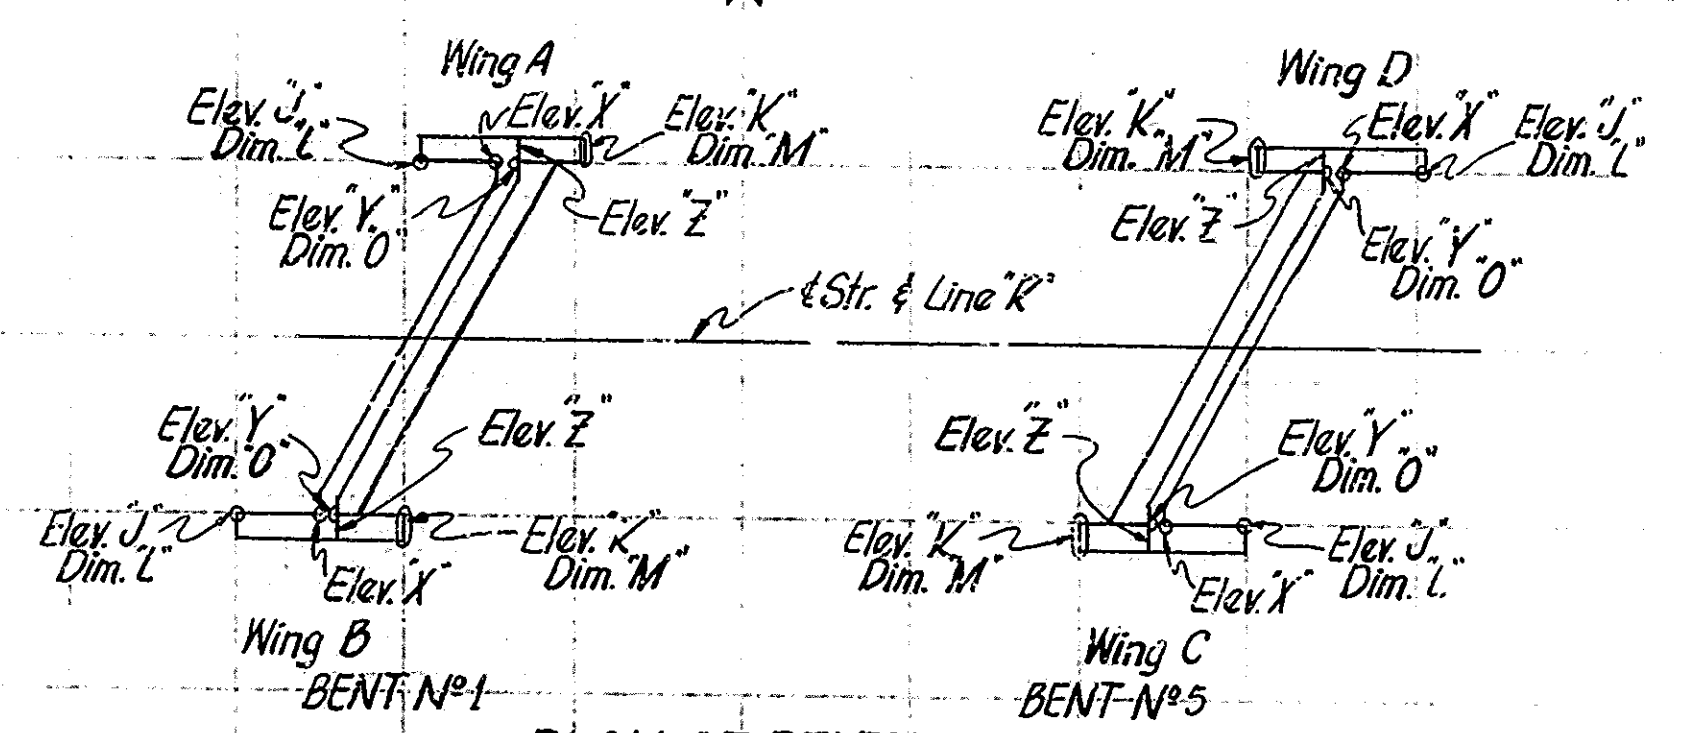 Wing A
Elev. "J"
Dim. "L"
Elev. "X"
Elev. "K"
Dim. "M"
Elev. "Y"
Dim. "O"
Elev. "Z"
Wing D
Elev. "K"
Dim. "M"
Elev. "X"
Elev. "J"
Dim. "L"
Elev. "Z"
Elev. "Y"
Dim. "O"
℄ Str. & Line "K"
Elev. "Y"
Dim. "O"
Elev. "Z"
Elev. "J"
Dim. "L"
Elev. "X"
Elev. "K"
Dim. "M"
Wing B
BENT Nº 1
Elev. "Z"
Elev. "Y"
Dim. "O"
Elev. "K"
Dim. "M"
Elev. "X"
Elev. "J"
Dim. "L"
Wing C
BENT Nº 5